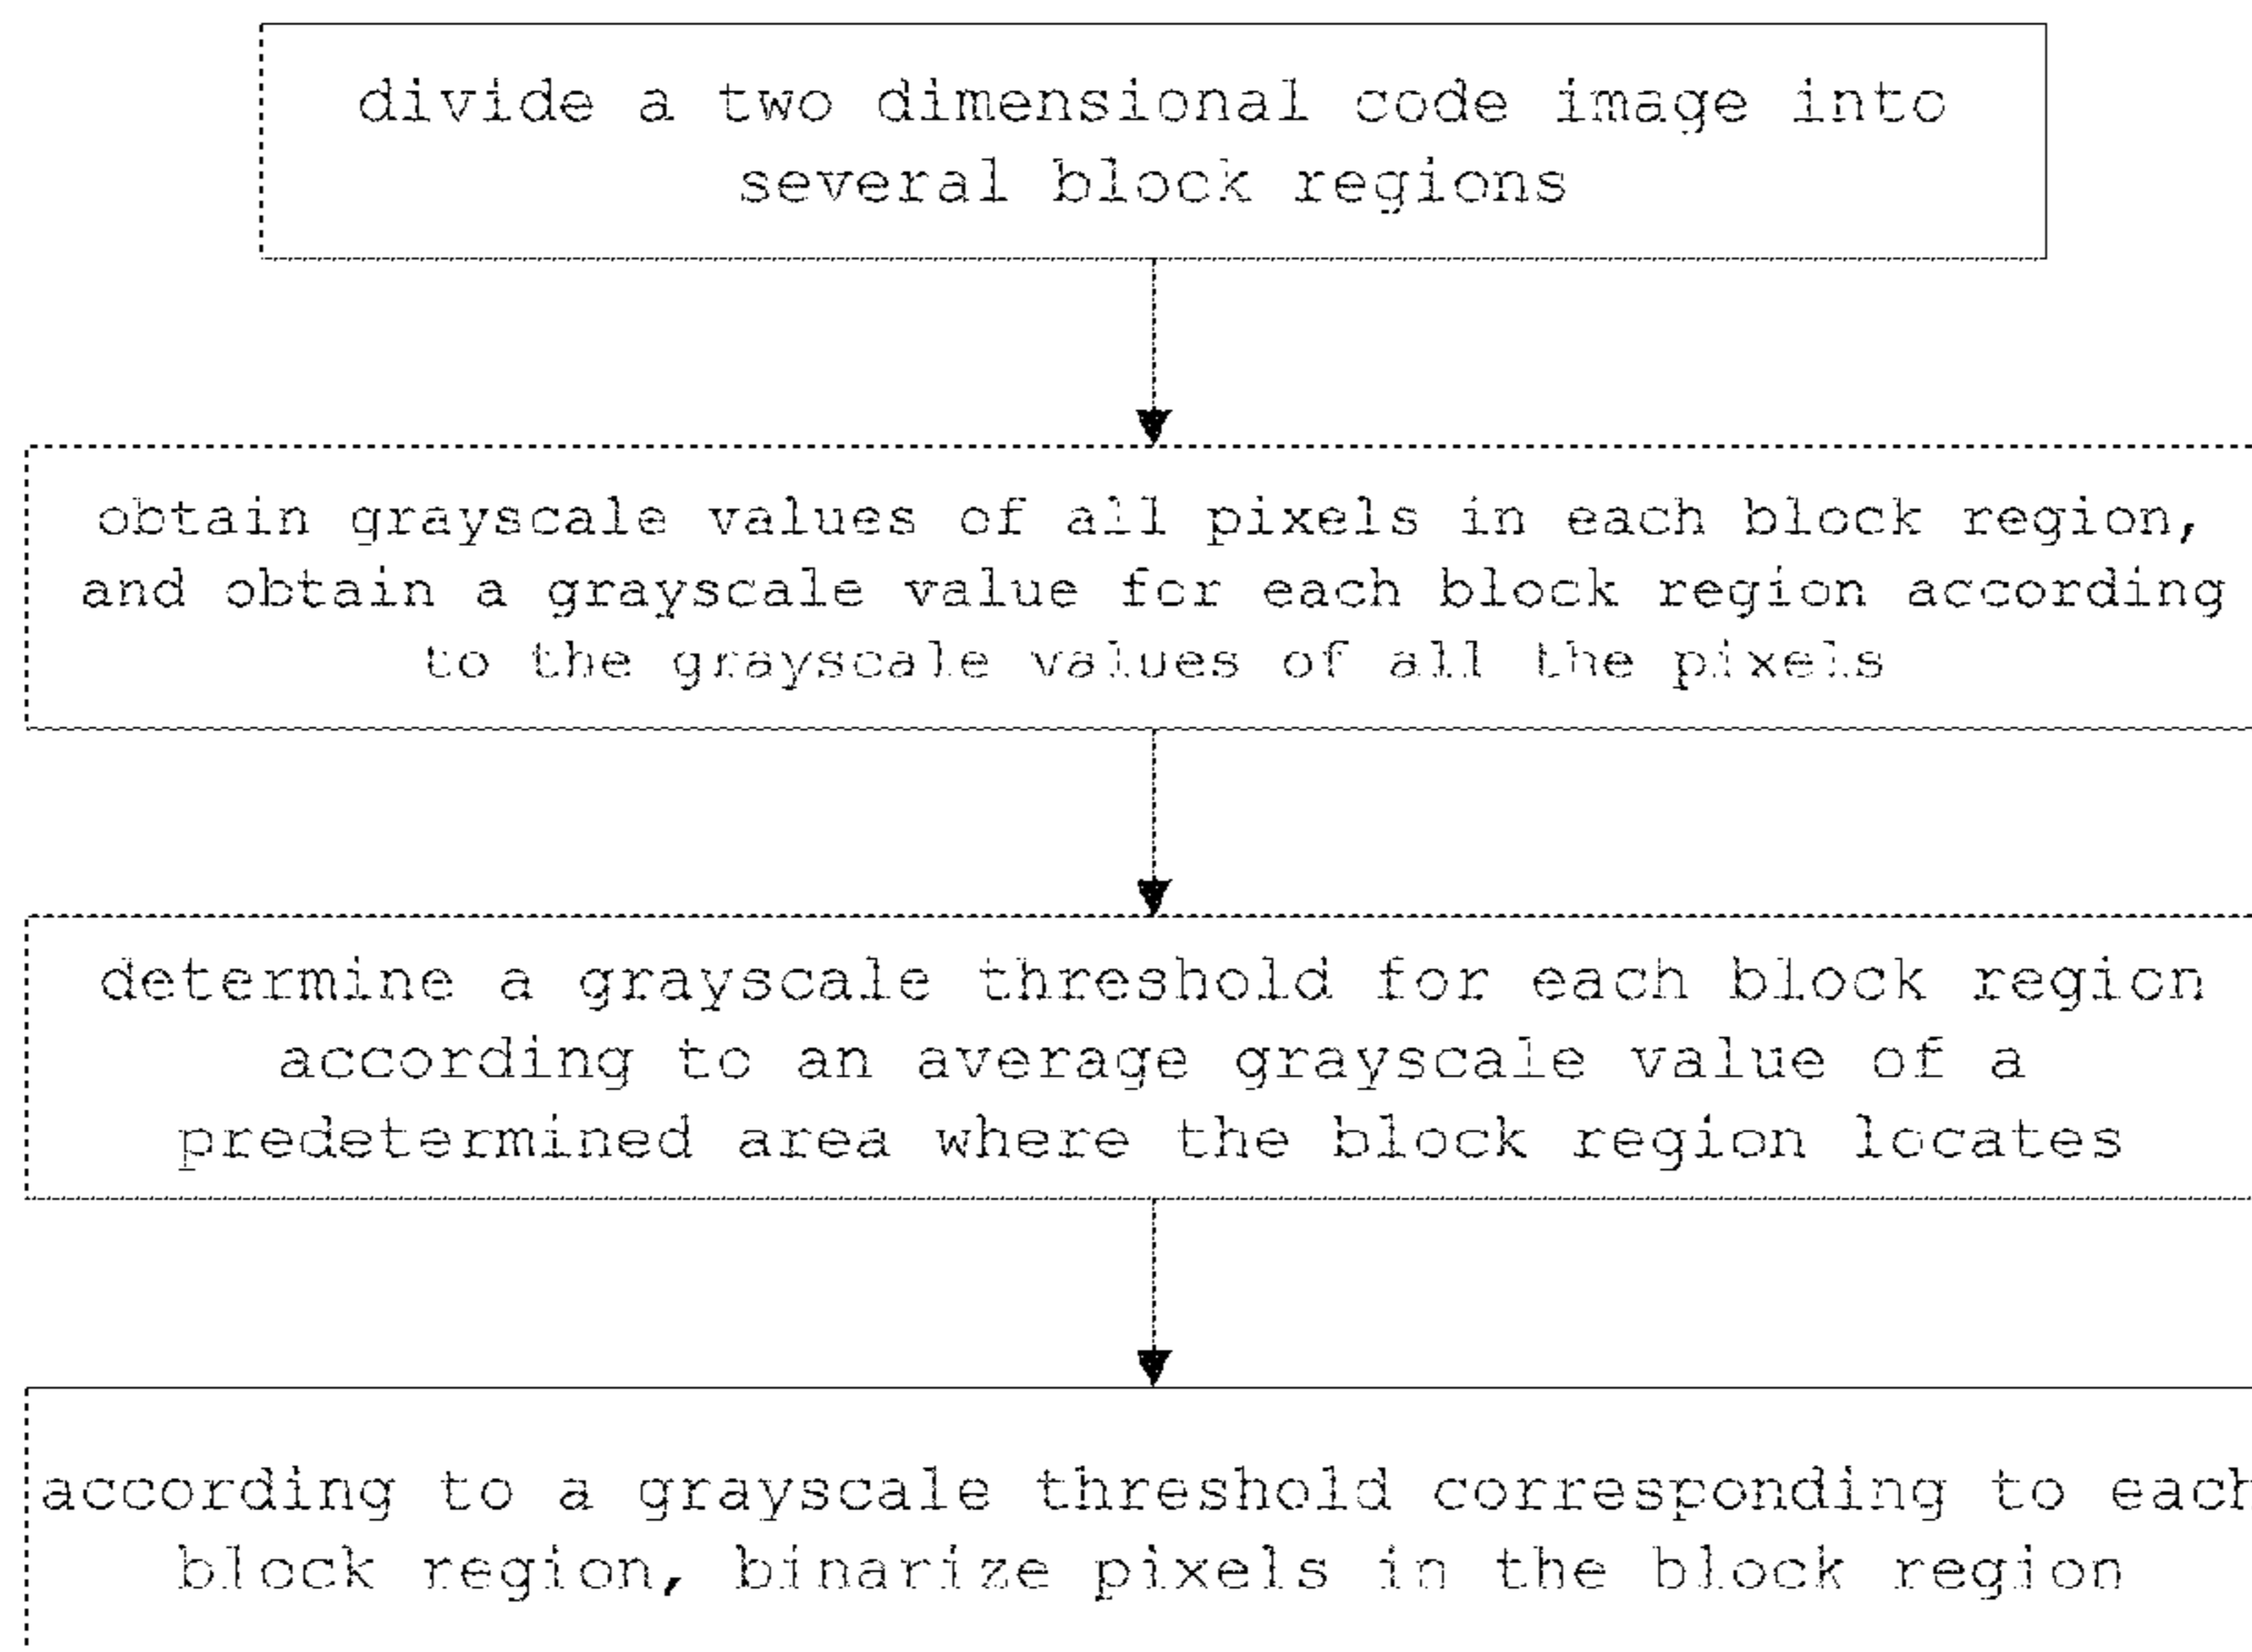 divide a two dimensional code image into
several block regions
obtain grayscale values of all pixels in each block region,
and obtain a grayscale value for each block region according
to the grayscale values of all the pixels
determine a grayscale threshold for each block region
according to an average grayscale value of a
predetermined area where the block region locates
according to a grayscale threshold corresponding to each
block region, binarize pixels in the block region